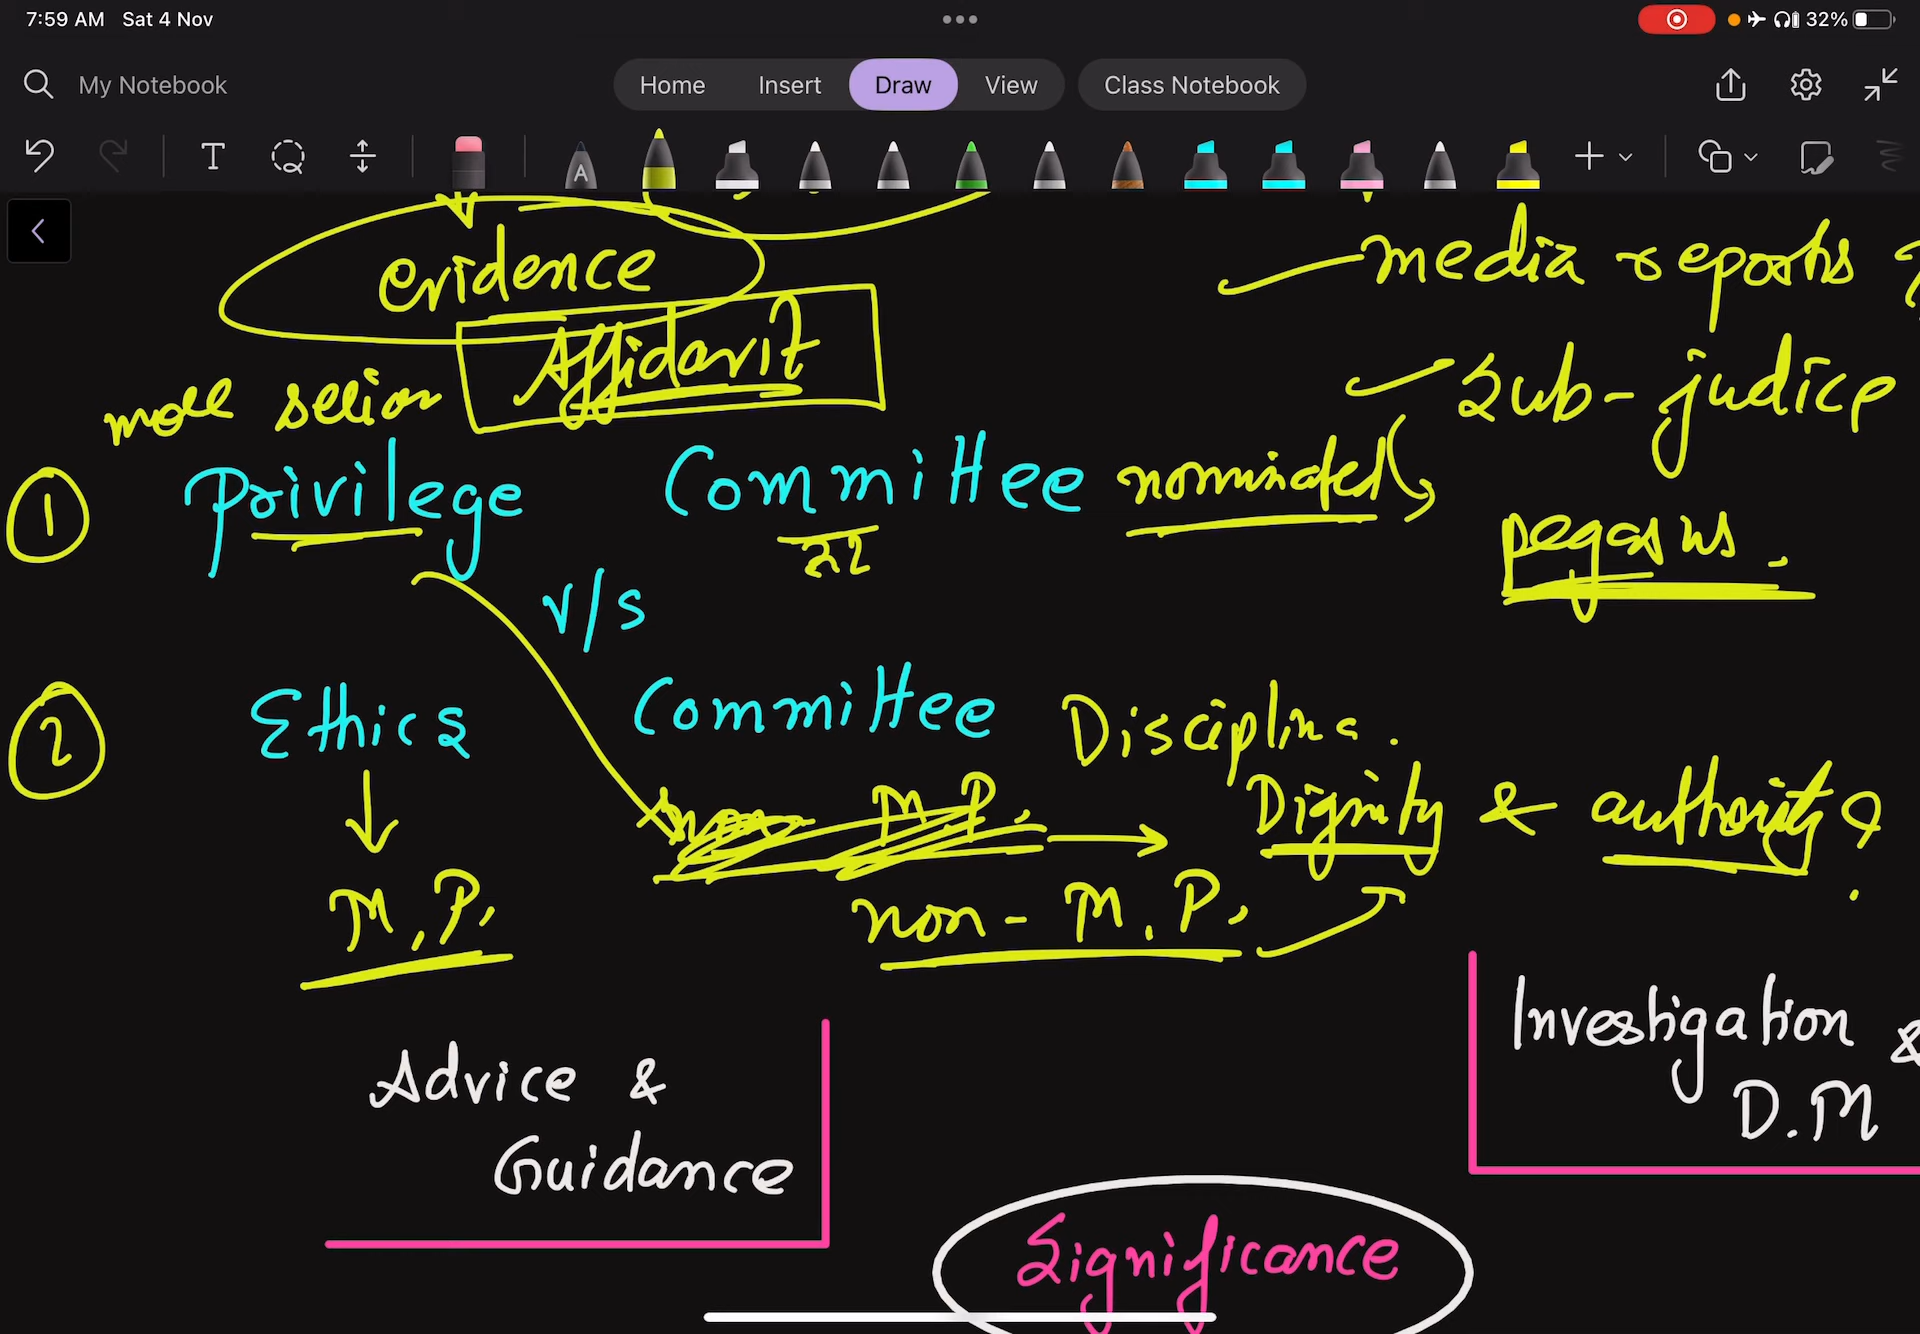 7:59 AM Sat 4 Nov
32%
My Notebook
Home Insert Draw View Class Notebook
T
A
evidence
media reports
Affidavit
more serious
sub-judice
1 Privilege Committee nominated
pegasus.
v/s
2 Ethics Committee Discipline.
M.P. Dignity & authority
M.P.
non-M.P.
Investigation &
D.M
Advice &
Guidance
Significance